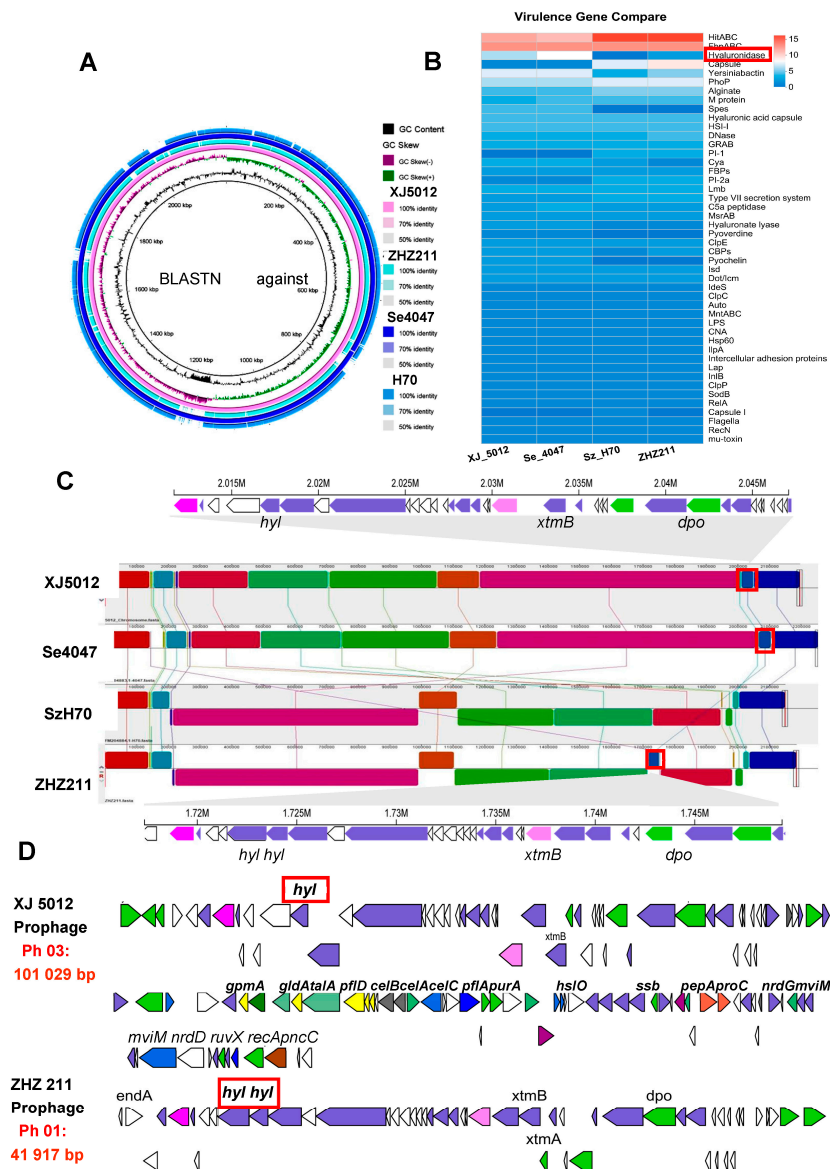 A
GC Content
GC Skew
GC Skew(-)
GC Skew(+)
XJ5012
100% identity
70% identity
50% identity
ZHZ211
100% identity
70% identity
50% identity
Se4047
100% identity
70% identity
50% identity
H70
100% identity
70% identity
50% identity
BLASTN against
200 kbp
400 kbp
600 kbp
800 kbp
1000 kbp
1200 kbp
1400 kbp
1600 kbp
1800 kbp
2000 kbp
B
Virulence Gene Compare
HitABC
FbpABC
Hyaluronidase
Capsule
Yersiniabactin
PhoP
Alginate
M protein
Spes
Hyaluronic acid capsule
HSI-I
DNase
GRAB
PI-1
Cya
FBPs
PI-2a
Lmb
Type VII secretion system
C5a peptidase
MsrAB
Hyaluronate lyase
Pyoverdine
ClpE
CBPs
Pyochelin
Isd
Dot/Icm
IdeS
ClpC
Auto
MntABC
LPS
CNA
Hsp60
IlpA
Intercellular adhesion proteins
Lap
InlB
ClpP
SodB
RelA
Capsule I
Flagella
RecN
mu-toxin
15
10
5
0
XJ_5012 Se_4047 Sz_H70 ZHZ211
C
2.015M 2.02M 2.025M 2.03M 2.035M 2.04M 2.045M
hyl xtmB dpo
XJ5012
Se4047
SzH70
ZHZ211
1.72M 1.725M 1.73M 1.735M 1.74M 1.745M
hyl hyl xtmB dpo
D
XJ 5012
Prophage
Ph 03:
101 029 bp
hyl
xtmB
gpmA gldAtalA pflD celBcelAcelC pflApurA hslO ssb pepAproC nrdGmviM
mviM nrdD ruvX recApncC
ZHZ 211
Prophage
Ph 01:
41 917 bp
endA hyl hyl xtmB dpo
xtmA